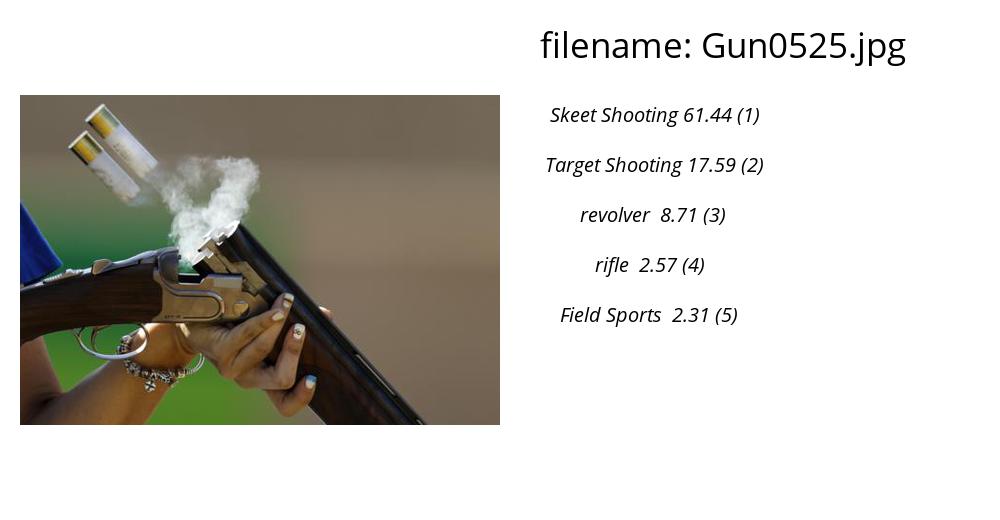 filename: Gun0525.jpg
Skeet Shooting 61.44 (1)
Target Shooting 17.59 (2)
revolver 8.71 (3)
rifle 2.57 (4)
Field Sports 2.31 (5)